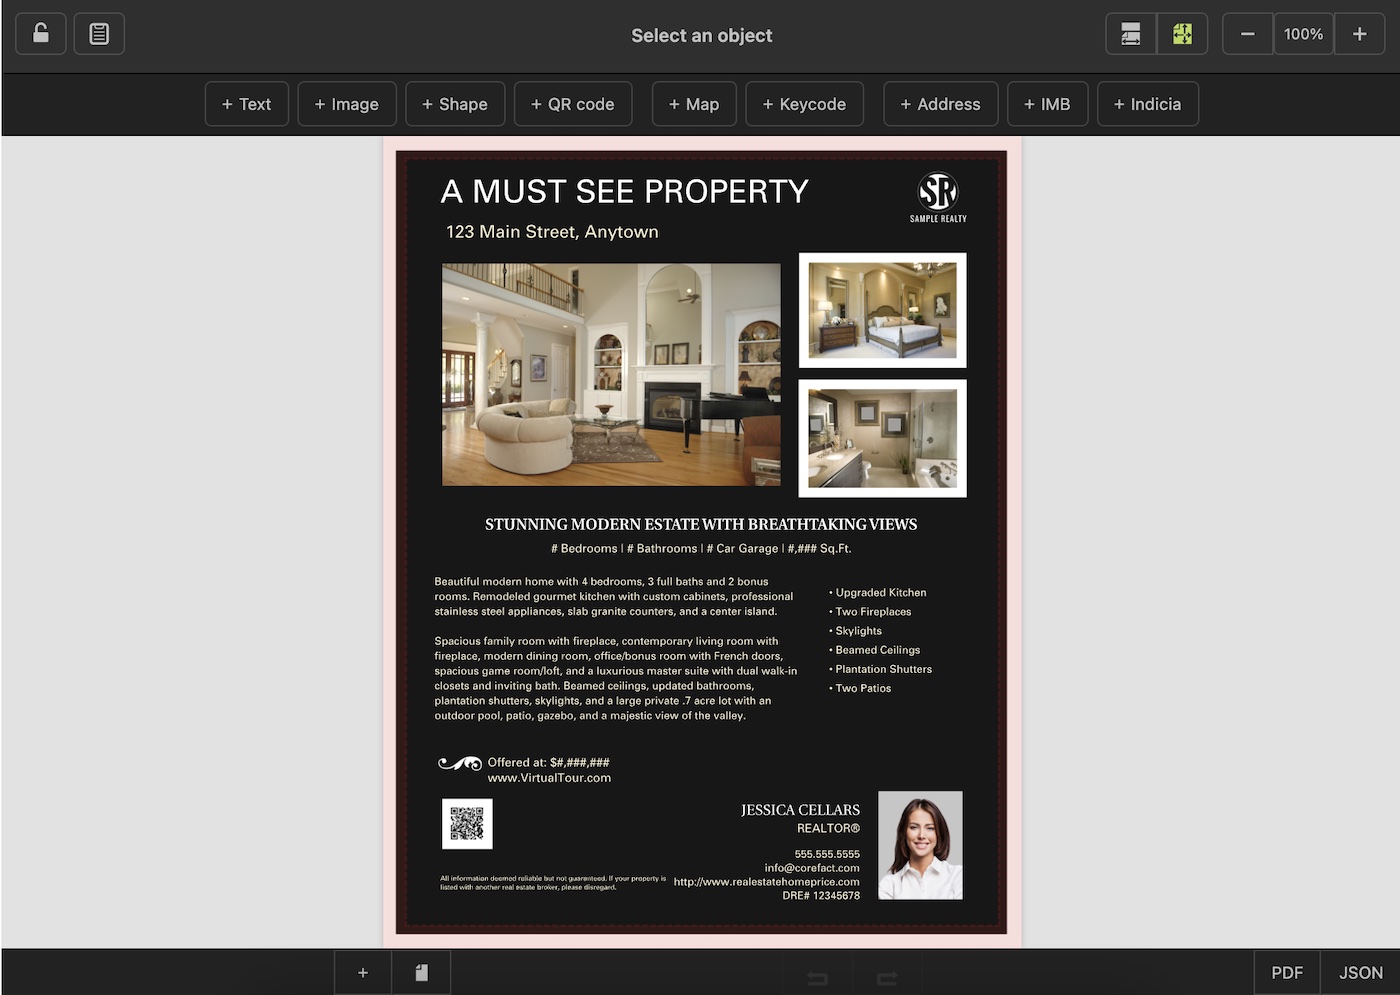 Select an object
100%
+ Text
+ Image
+ Shape
+ QR code
+ Map
+ Keycode
+ Address
+ IMB
+ Indicia
A MUST SEE PROPERTY
SR
SAMPLE REALTY
123 Main Street, Anytown
STUNNING MODERN ESTATE WITH BREATHTAKING VIEWS
# Bedrooms | # Bathrooms | # Car Garage | #,### Sq.Ft.
Beautiful modern home with 4 bedrooms, 3 full baths and 2 bonus
rooms. Remodeled gourmet kitchen with custom cabinets, professional
stainless steel appliances, slab granite counters, and a center island.
Spacious family room with fireplace, contemporary living room with
fireplace, modern dining room, office/bonus room with French doors,
spacious game room/loft, and a luxurious master suite with dual walk-in
closets and inviting bath. Beamed ceilings, updated bathrooms,
plantation shutters, skylights, and a large private .7 acre lot with an
outdoor pool, patio, gazebo, and a majestic view of the valley.
• Upgraded Kitchen
• Two Fireplaces
• Skylights
• Beamed Ceilings
• Plantation Shutters
• Two Patios
Offered at: $#,###,###
www.VirtualTour.com
JESSICA CELLARS
REALTOR®
555.555.5555
info@corefact.com
http://www.realestatehomeprice.com
DRE# 12345678
All information deemed reliable but not guaranteed. If your property is
listed with another real estate broker, please disregard.
PDF
JSON